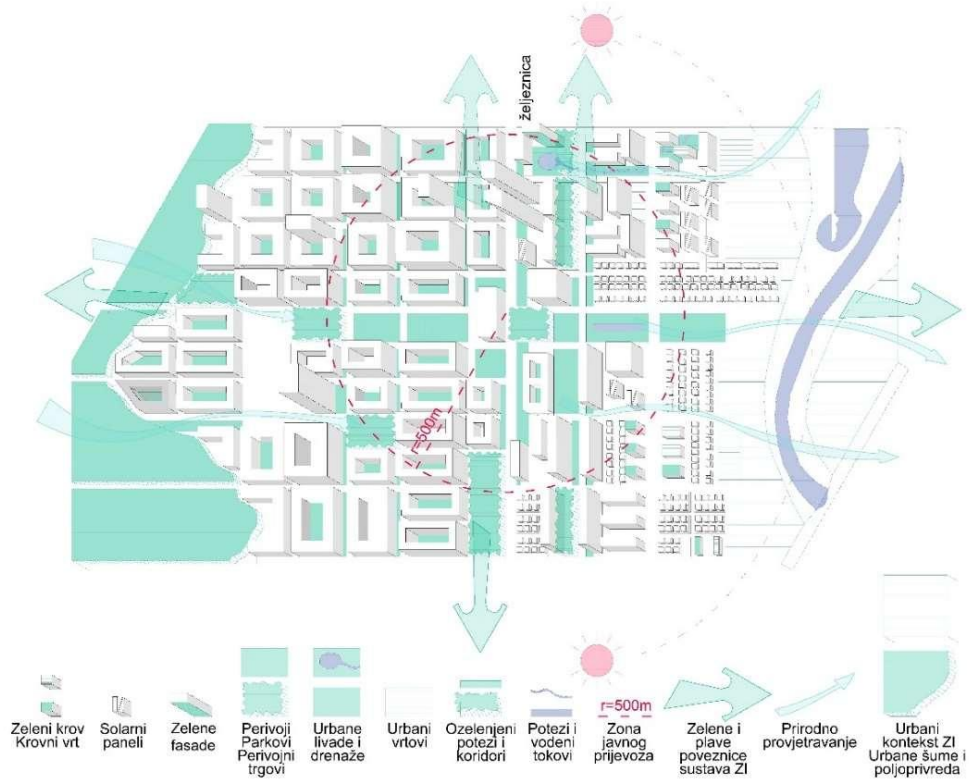 željeznica
r=500m
Zeleni krov
Krovni vrt
Solarni
paneli
Zelene
fasade
Perivoji
Parkovi
Perivojni
trgovi
Urbane
livade i
drenaže
Urbani
vrtovi
Ozelenjeni
potezi i
koridori
Potezi i
vodeni
tokovi
r=500m
Zona
javnog
prijevoza
Zelene i
plave
poveznice
sustava ZI
Prirodno
provjetravanje
Urbani
kontekst ZI
Urbane šume i
poljoprivreda